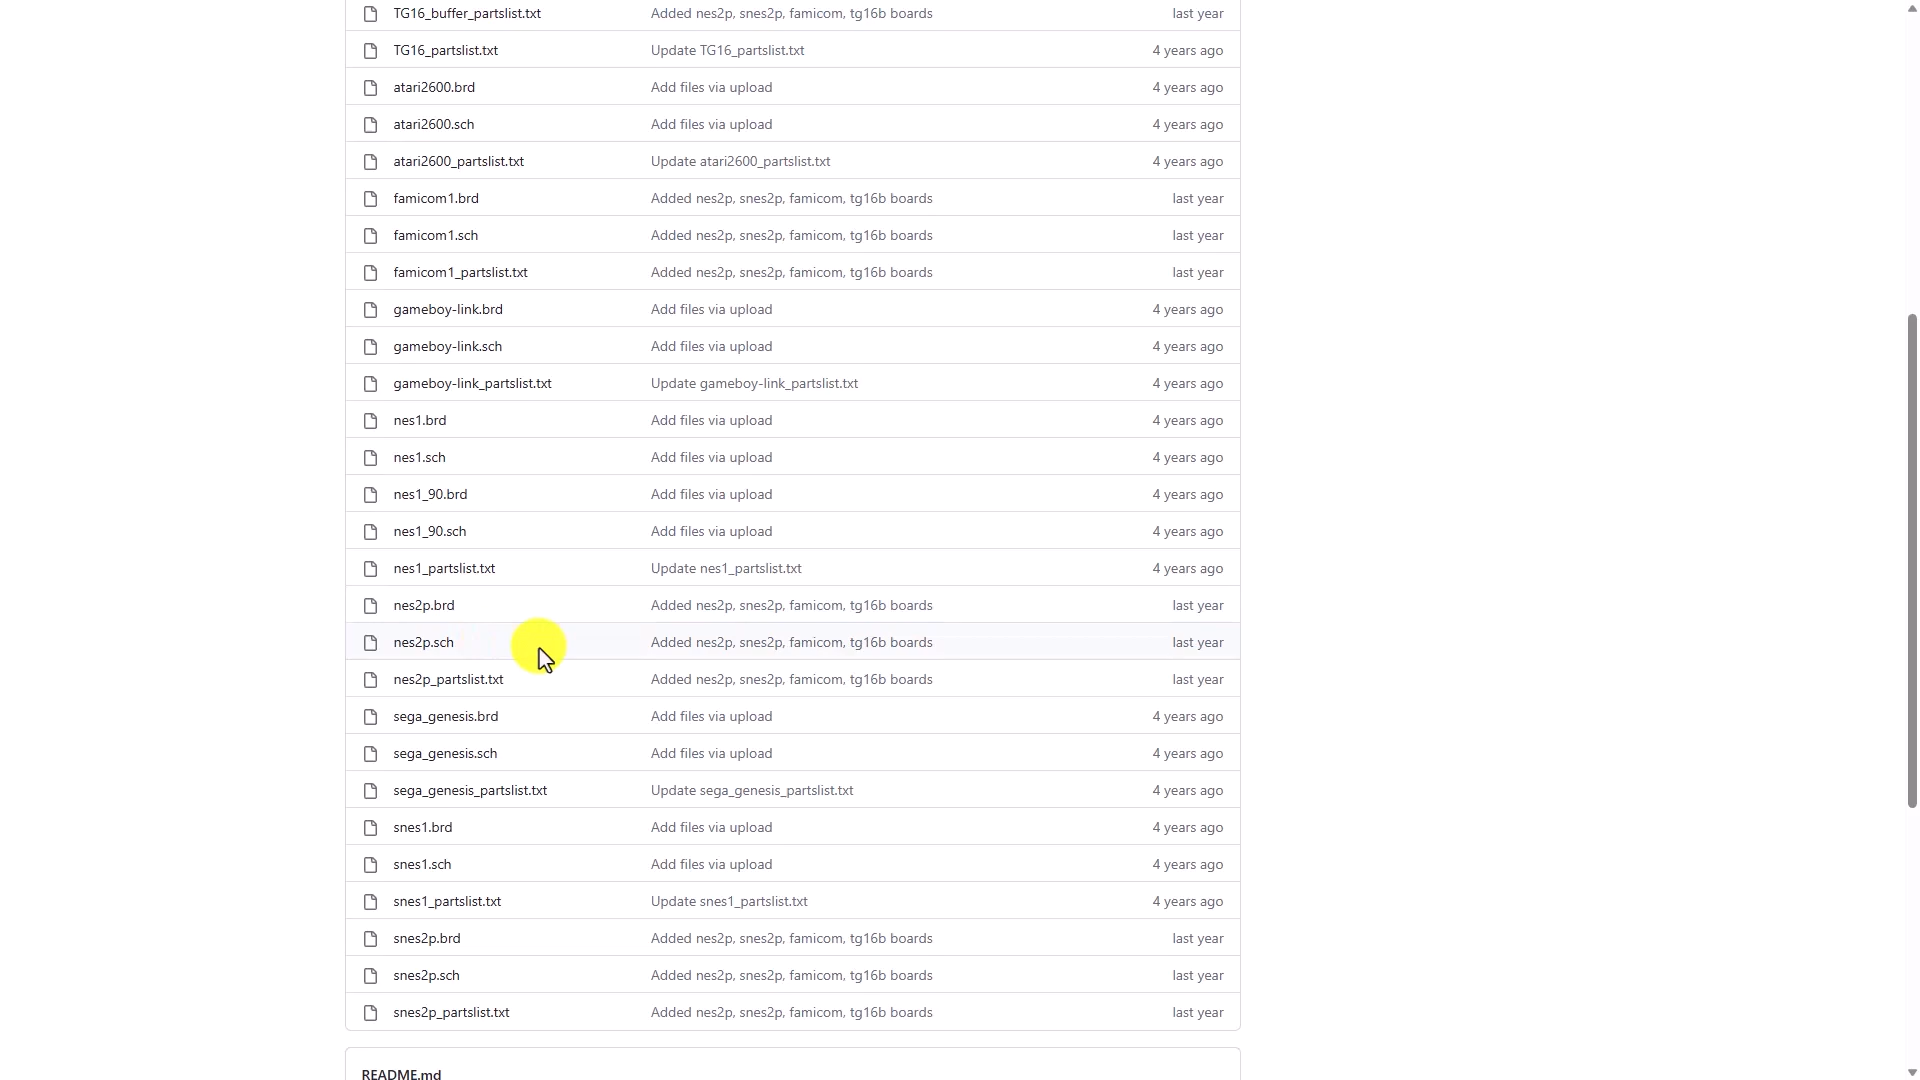 TG16_buffer_partslist.txt Added nes2p, snes2p, famicom, tg16b boards last year
TG16_partslist.txt Update TG16_partslist.txt 4 years ago
atari2600.brd Add files via upload 4 years ago
atari2600.sch Add files via upload 4 years ago
atari2600_partslist.txt Update atari2600_partslist.txt 4 years ago
famicom1.brd Added nes2p, snes2p, famicom, tg16b boards last year
famicom1.sch Added nes2p, snes2p, famicom, tg16b boards last year
famicom1_partslist.txt Added nes2p, snes2p, famicom, tg16b boards last year
gameboy-link.brd Add files via upload 4 years ago
gameboy-link.sch Add files via upload 4 years ago
gameboy-link_partslist.txt Update gameboy-link_partslist.txt 4 years ago
nes1.brd Add files via upload 4 years ago
nes1.sch Add files via upload 4 years ago
nes1_90.brd Add files via upload 4 years ago
nes1_90.sch Add files via upload 4 years ago
nes1_partslist.txt Update nes1_partslist.txt 4 years ago
nes2p.brd Added nes2p, snes2p, famicom, tg16b boards last year
nes2p.sch Added nes2p, snes2p, famicom, tg16b boards last year
nes2p_partslist.txt Added nes2p, snes2p, famicom, tg16b boards last year
sega_genesis.brd Add files via upload 4 years ago
sega_genesis.sch Add files via upload 4 years ago
sega_genesis_partslist.txt Update sega_genesis_partslist.txt 4 years ago
snes1.brd Add files via upload 4 years ago
snes1.sch Add files via upload 4 years ago
snes1_partslist.txt Update snes1_partslist.txt 4 years ago
snes2p.brd Added nes2p, snes2p, famicom, tg16b boards last year
snes2p.sch Added nes2p, snes2p, famicom, tg16b boards last year
snes2p_partslist.txt Added nes2p, snes2p, famicom, tg16b boards last year
README.md